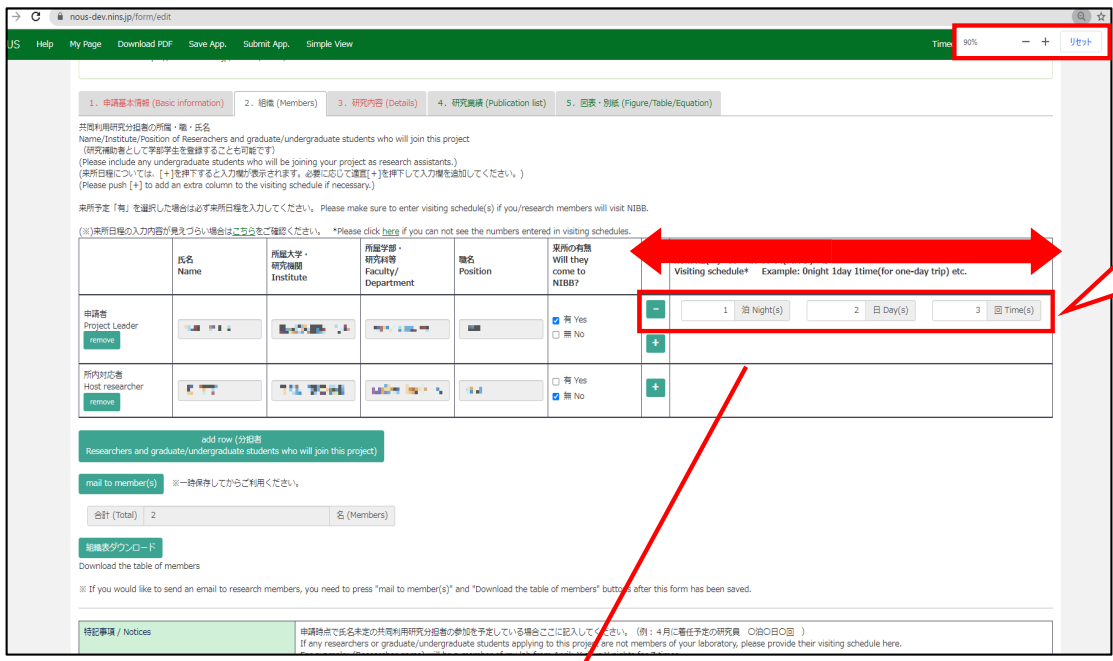 nous-dev.nins.jp/form/edit
US Help My Page Download PDF Save App. Submit App. Simple View Time
90% − + リセット
1. 申請基本情報 (Basic information) 2. 組織 (Members) 3. 研究内容 (Details) 4. 研究業績 (Publication list) 5. 図表・別紙 (Figure/Table/Equation)
共同利用研究分担者の所属・職・氏名
Name/Institute/Position of Reserachers and graduate/undergraduate students who will join this project
(研究補助者として学部学生を登録することも可能です)
(Please include any undergraduate students who will be joining your project as research assistants.)
(来所日程については、[+]を押下すると入力欄が表示されます。必要に応じて適宜[+]を押下して入力欄を追加してください。)
(Please push [+] to add an extra column to the visiting schedule if necessary.)
来所予定「有」を選択した場合は必ず来所日程を入力してください。 Please make sure to enter visiting schedule(s) if you/research members will visit NIBB.
(※)来所日程の入力内容が見えづらい場合はこちらをご確認ください。 *Please click here if you can not see the numbers entered in visiting schedules.
氏名
Name
所属大学・
研究機関
Institute
所属学部・
研究科等
Faculty/
Department
職名
Position
来所の有無
Will they
come to
NIBB?
Visiting schedule* Example: 0night 1day 1time(for one-day trip) etc.
申請者
Project Leader
remove
有 Yes
無 No
−
1 泊 Night(s) 2 日 Day(s) 3 回 Time(s)
+
所内対応者
Host researcher
remove
有 Yes
無 No
+
add row (分担者
Researchers and graduate/undergraduate students who will join this project)
mail to member(s) ※一時保存してからご利用ください。
合計 (Total) 2 名 (Members)
組織表ダウンロード
Download the table of members
※ If you would like to send an email to research members, you need to press "mail to member(s)" and "Download the table of members" buttons after this form has been saved.
特記事項 / Notices
申請時点で氏名未定の共同利用研究分担者の参加を予定している場合ここに記入してください。 (例：4月に着任予定の研究員 ○泊○日○回 )
If any researchers or graduate/undergraduate students applying to this project are not members of your laboratory, please provide their visiting schedule here.